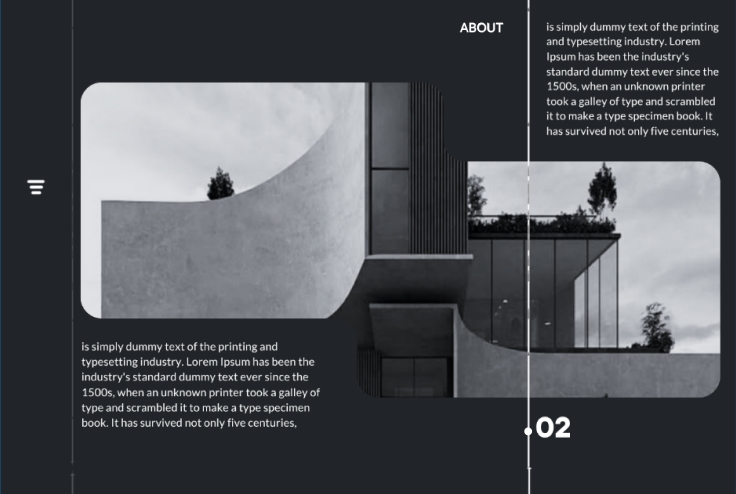 ABOUT
is simply dummy text of the printing
and typesetting industry. Lorem
Ipsum has been the industry's
standard dummy text ever since the
1500s, when an unknown printer
took a galley of type and scrambled
it to make a type specimen book. It
has survived not only five centuries,
is simply dummy text of the printing and
typesetting industry. Lorem Ipsum has been the
industry's standard dummy text ever since the
1500s, when an unknown printer took a galley of
type and scrambled it to make a type specimen
book. It has survived not only five centuries,
02